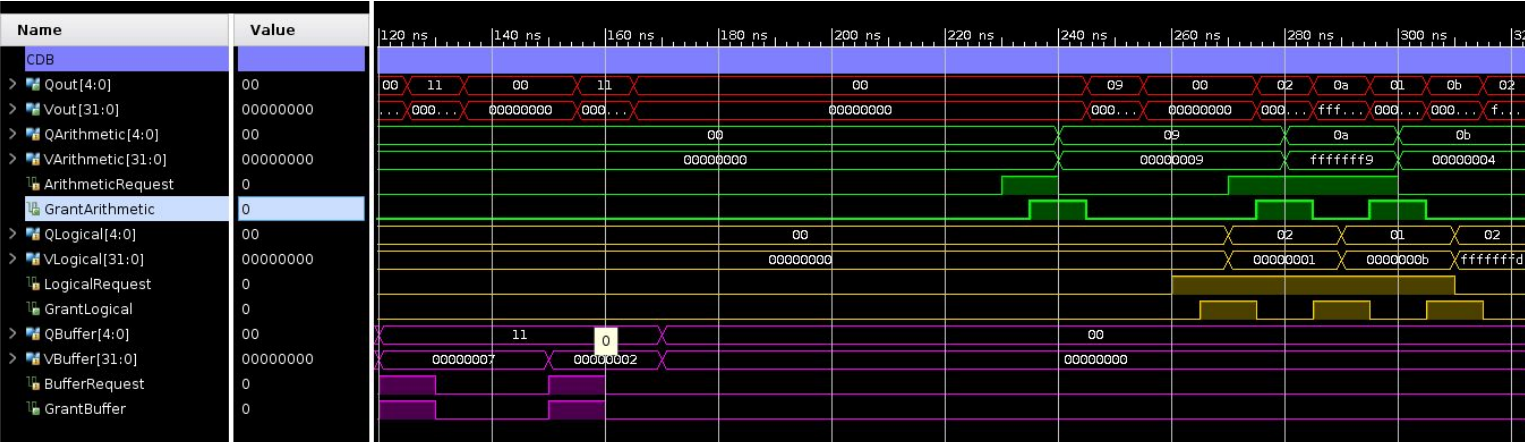 Name Value
120 ns 140 ns 160 ns 180 ns 200 ns 220 ns 240 ns 260 ns 280 ns 300 ns
CDB
Qout[4:0] 00 00 11 00 11 00 09 00 02 0a 01 0b 02
Vout[31:0] 00000000 ... 000... 00000000 000... 00000000 000... 00000000 000... fff... 000... 000... f...
QArithmetic[4:0] 00 00 09 0a 0b
VArithmetic[31:0] 00000000 00000000 00000009 fffffff9 00000004
ArithmeticRequest 0
GrantArithmetic 0
QLogical[4:0] 00 00 02 01 02
VLogical[31:0] 00000000 00000000 00000001 0000000b fffffffd
LogicalRequest 0
GrantLogical 0
QBuffer[4:0] 00 11 0 00
VBuffer[31:0] 00000000 00000007 00000002 00000000
BufferRequest 0
GrantBuffer 0